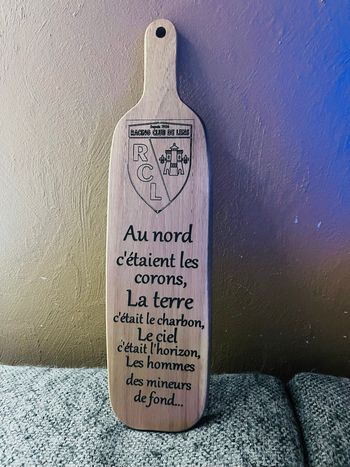 Depuis 1906
RACING CLUB DE LENS
R
C
L
Au nord
c'étaient les
corons,
La terre
c'était le charbon,
Le ciel
c'était l'horizon,
Les hommes
des mineurs
de fond...